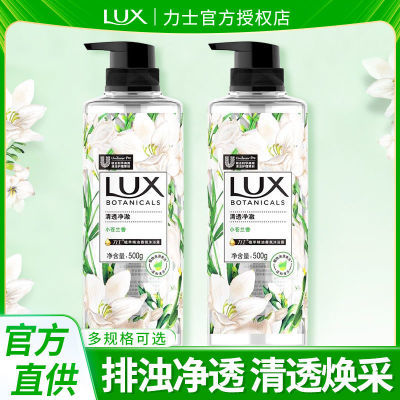 LUX 力士官方授权店
LUX
BOTANICALS
清透净澈
小苍兰香
净含量:500g
LUX
BOTANICALS
清透净澈
小苍兰香
净含量:500g
多规格可选
官方
直供
排浊净透 清透焕采